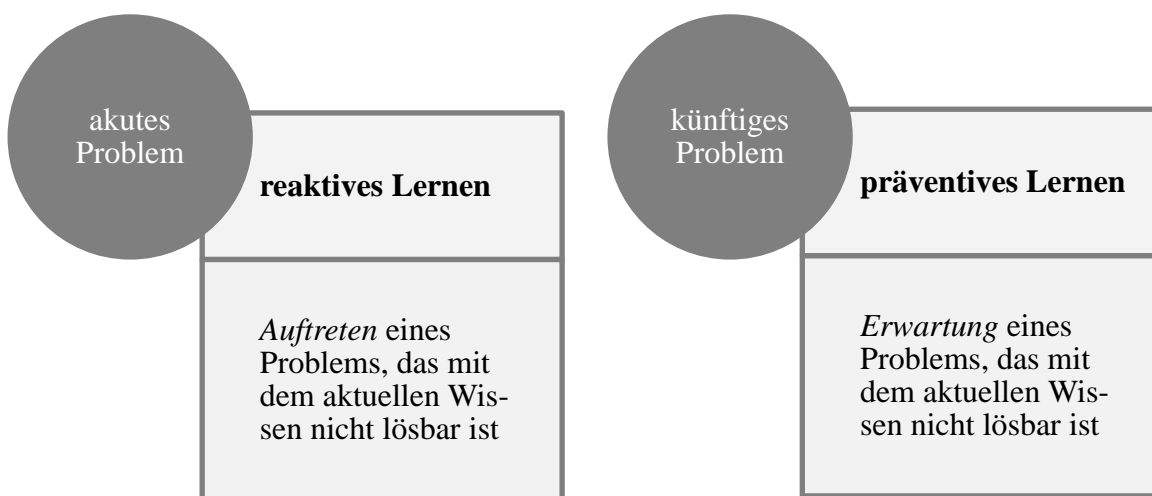 akutes
Problem
reaktives Lernen
Auftreten eines
Problems, das mit
dem aktuellen Wis-
sen nicht lösbar ist
künftiges
Problem
präventives Lernen
Erwartung eines
Problems, das mit
dem aktuellen Wis-
sen nicht lösbar ist